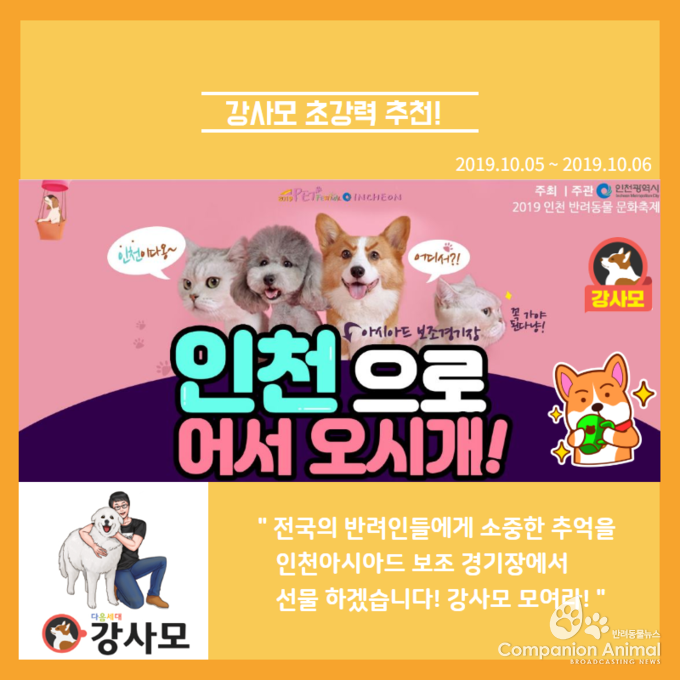 강사모 초강력 추천!
2019.10.05 ~ 2019.10.06
주최 | 주관 인천광역시
2019 인천 반려동물 문화축제
2019 PET INCHEON
인천이다옹~
어디서?!
강사모
아시아드 보조경기장
꼭 가야
된다냥!
인천으로
어서 오시개!
" 전국의 반려인들에게 소중한 추억을
인천아시아드 보조 경기장에서
선물 하겠습니다! 강사모 모여라! "
다음세대
강사모
반려동물뉴스
Companion Animal
BROADCASTING NEWS